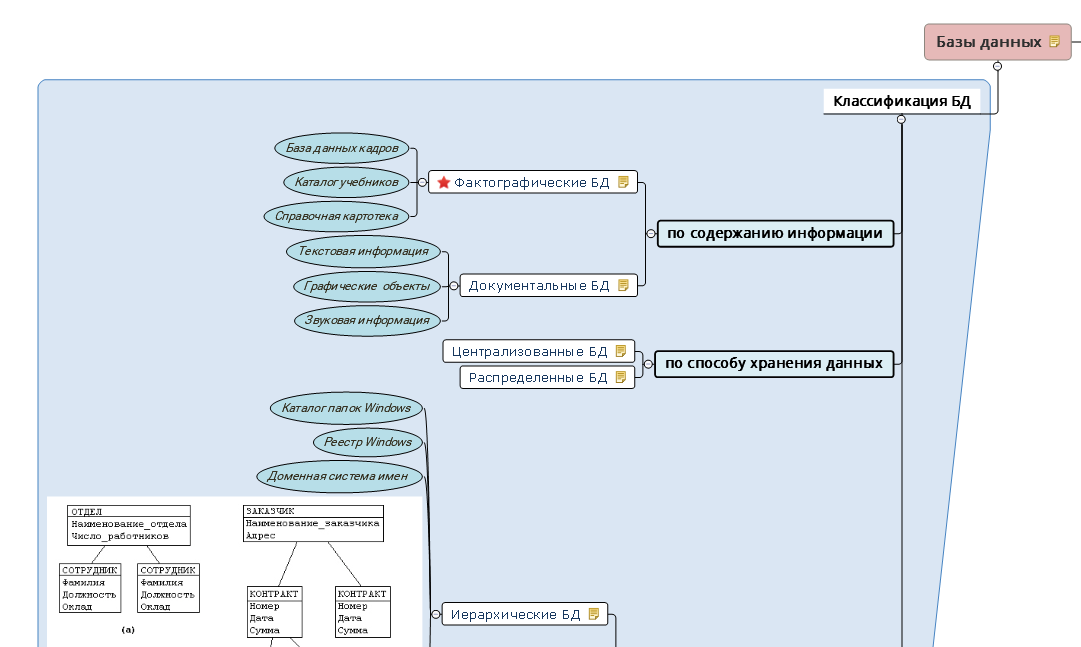 Базы данных
Классификация БД
База данных кадров
Каталог учебников
Справочная картотека
Фактографические БД
по содержанию информации
Текстовая информация
Графические объекты
Звуковая информация
Документальные БД
Централизованные БД
Распределенные БД
по способу хранения данных
Каталог папок Windows
Реестр Windows
Доменная система имен
ОТДЕЛ
Наименование_отдела
Число_работников
СОТРУДНИК
Фамилия
Должность
Оклад
СОТРУДНИК
Фамилия
Должность
Оклад
(а)
ЗАКАЗЧИК
Наименование_заказчика
Адрес
КОНТРАКТ
Номер
Дата
Сумма
КОНТРАКТ
Номер
Дата
Сумма
Иерархические БД